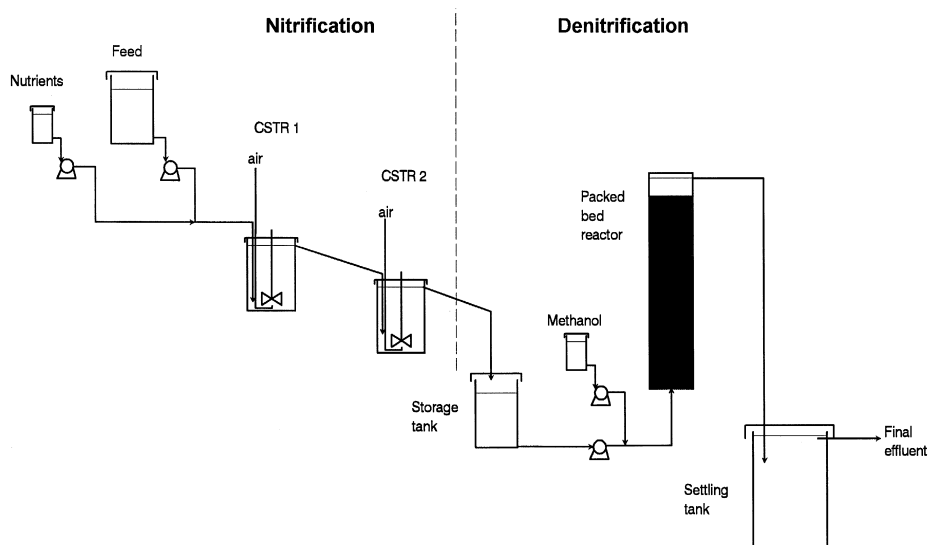 Nitrification
Denitrification
Feed
Nutrients
CSTR 1
air
CSTR 2
air
Packed
bed
reactor
Methanol
Storage
tank
Final
effluent
Settling
tank